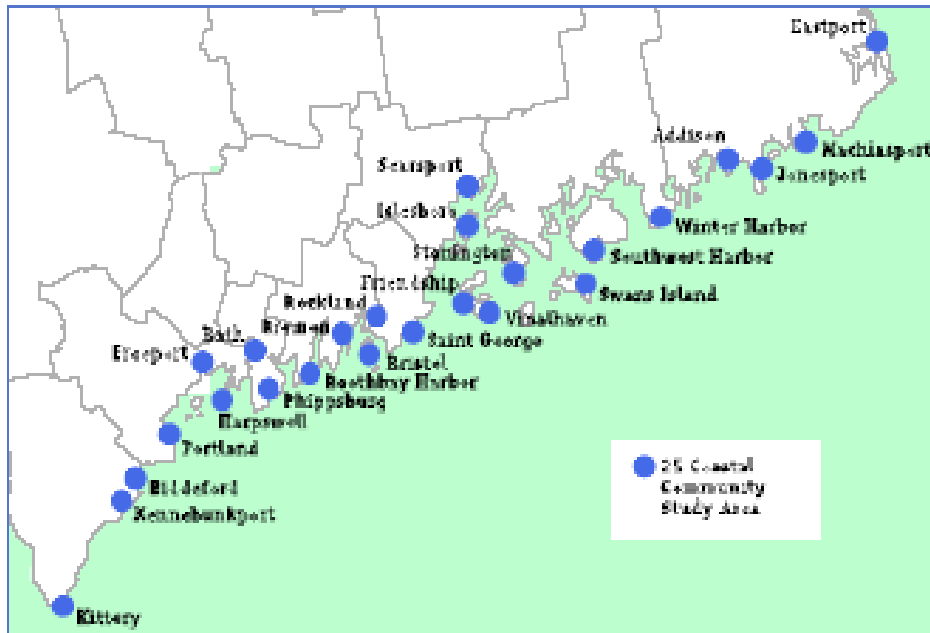 Eastport
Addison
Machiasport
Jonesport
Searsport
Islesboro
Winter Harbor
Stonington
Southwest Harbor
Friendship
Swans Island
Rockland
Vinalhaven
Bremen
Saint George
Bath
Bristol
Freeport
Boothbay Harbor
Phippsburg
Harpswell
Portland
25 Coastal
Community
Study Area
Biddeford
Kennebunkport
Kittery